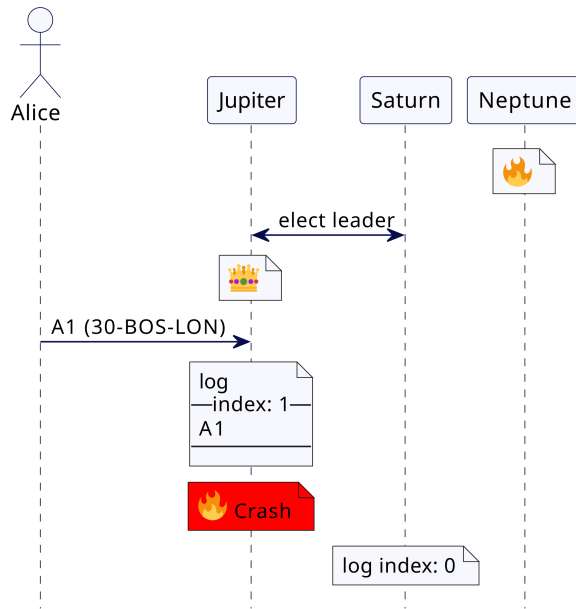 Alice
Jupiter
Saturn
Neptune
elect leader
A1 (30-BOS-LON)
log
index: 1
A1
Crash
log index: 0